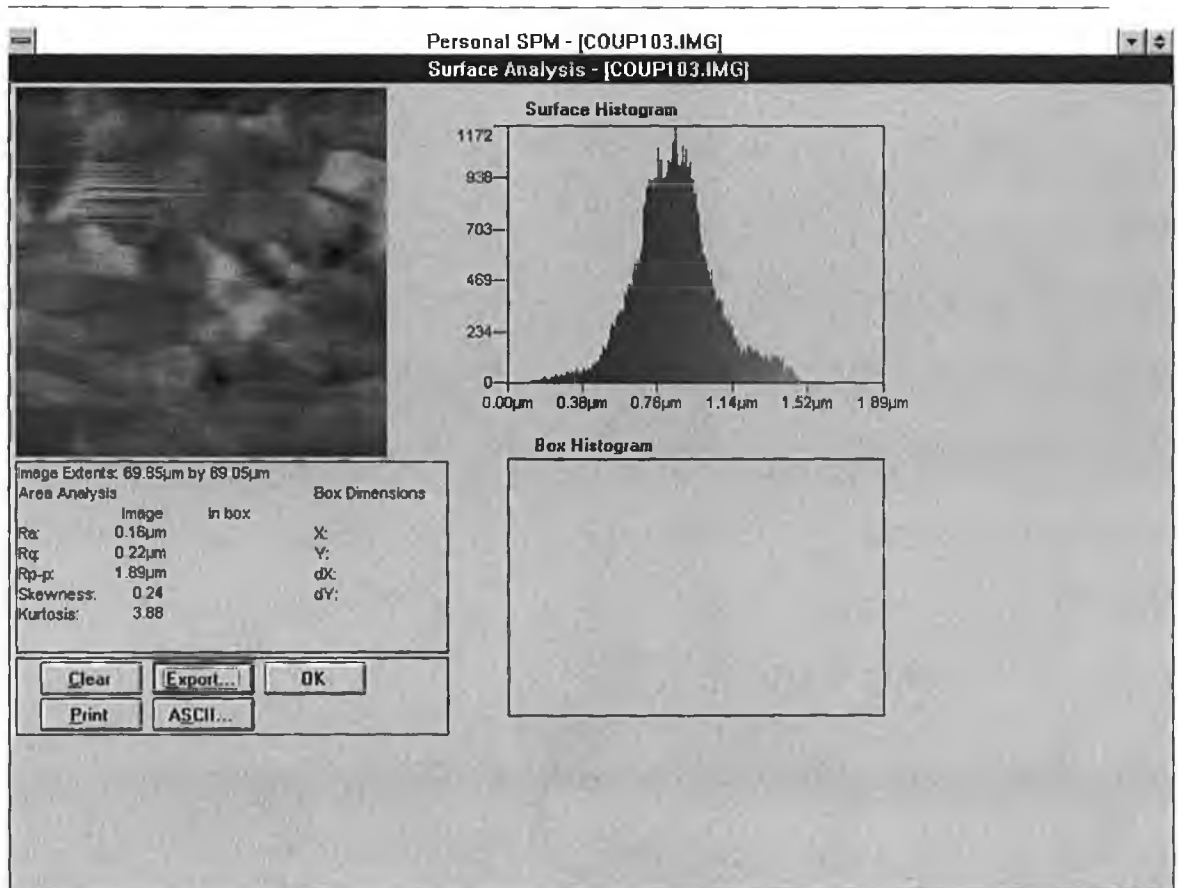 Personal SPM - [COUP103.IMG]
Surface Analysis - [COUP103.IMG]
Surface Histogram
1172
938
703
469
234
0
0.00µm 0.38µm 0.76µm 1.14µm 1.52µm 1.89µm
Box Histogram
Image Extents: 69.85µm by 69.05µm
Area Analysis Box Dimensions
Image In box
Ra: 0.16µm X:
Rq: 0.22µm Y:
Rp-p: 1.89µm dX:
Skewness: 0.24 dY:
Kurtosis: 3.88
Clear Export... OK
Print ASCII...